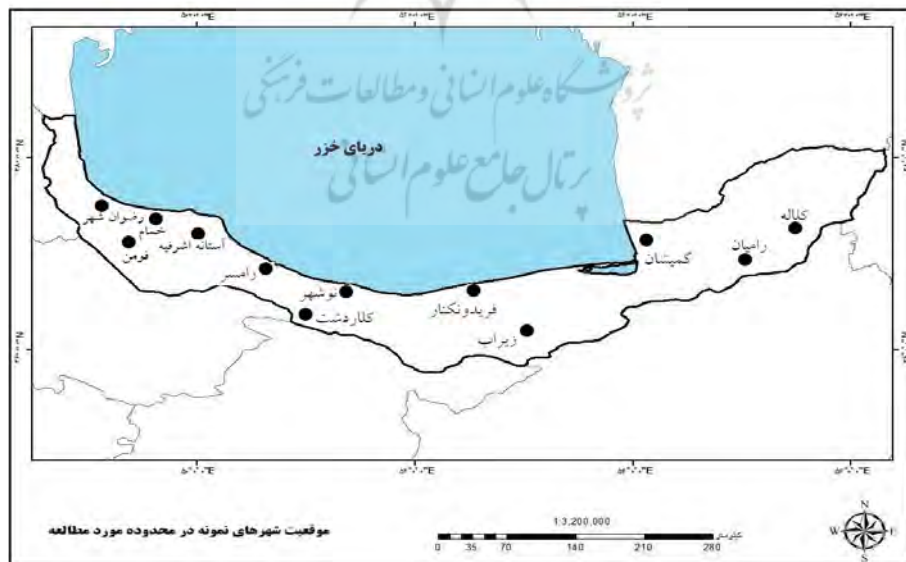 پژوهشگاه علوم انسانی و مطالعات فرهنگی
پرتال جامع علوم انسانی
دریای خزر
رضوان شهر
خمام
آستانه اشرفیه
فومن
رامسر
نوشهر
کلاردشت
فریدونکنار
زیراب
گمیشان
رامیان
کلاله
موقعیت شهرهای نمونه در محدوده مورد مطالعه
1:3,200,000
0 35 70 140 210 280
کیلومتر
N
W E
S